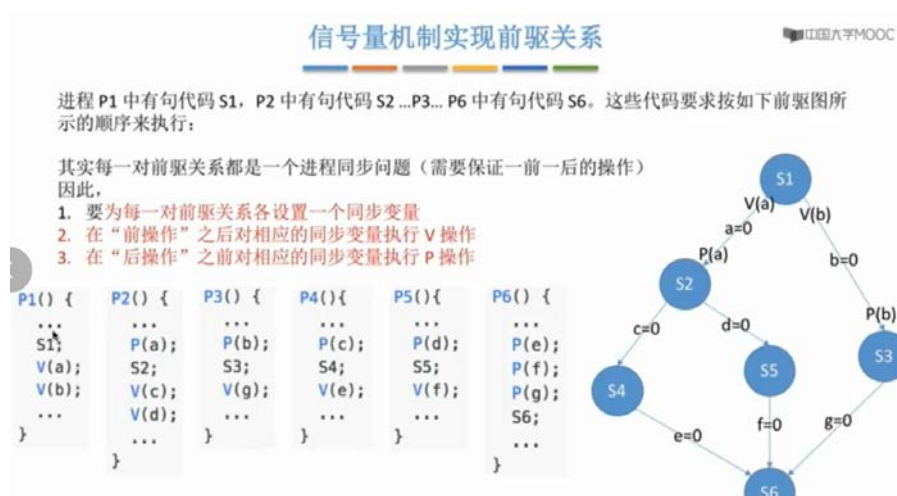 信号量机制实现前驱关系
中国大学MOOC
进程 P1 中有句代码 S1，P2 中有句代码 S2 ...P3... P6 中有句代码 S6。这些代码要求按如下前驱图所
示的顺序来执行：
其实每一对前驱关系都是一个进程同步问题（需要保证一前一后的操作）
因此，
1. 要为每一对前驱关系各设置一个同步变量
2. 在“前操作”之后对相应的同步变量执行 V 操作
3. 在“后操作”之前对相应的同步变量执行 P 操作
P1() {
...
S1;
V(a);
V(b);
...
}
P2() {
...
P(a);
S2;
V(c);
V(d);
...
}
P3() {
...
P(b);
S3;
V(g);
...
}
P4(){
...
P(c);
S4;
V(e);
...
}
P5(){
...
P(d);
S5;
V(f);
...
}
P6() {
...
P(e);
P(f);
P(g);
S6;
...
}
S1
V(a)
V(b)
a=0
P(a)
b=0
S2
P(b)
c=0
d=0
S3
S4
S5
e=0
f=0
g=0
S6